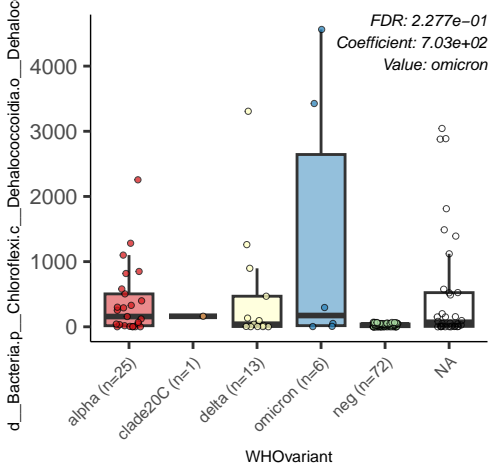 FDR: 2.277e−01
Coefficient: 7.03e+02
Value: omicron
d__Bacteria.p__Chloroflexi.c__Dehalococcoidia.o__Dehaloc
4000
3000
2000
1000
0
alpha (n=25)
clade20C (n=1)
delta (n=13)
omicron (n=6)
neg (n=72)
NA
WHOvariant